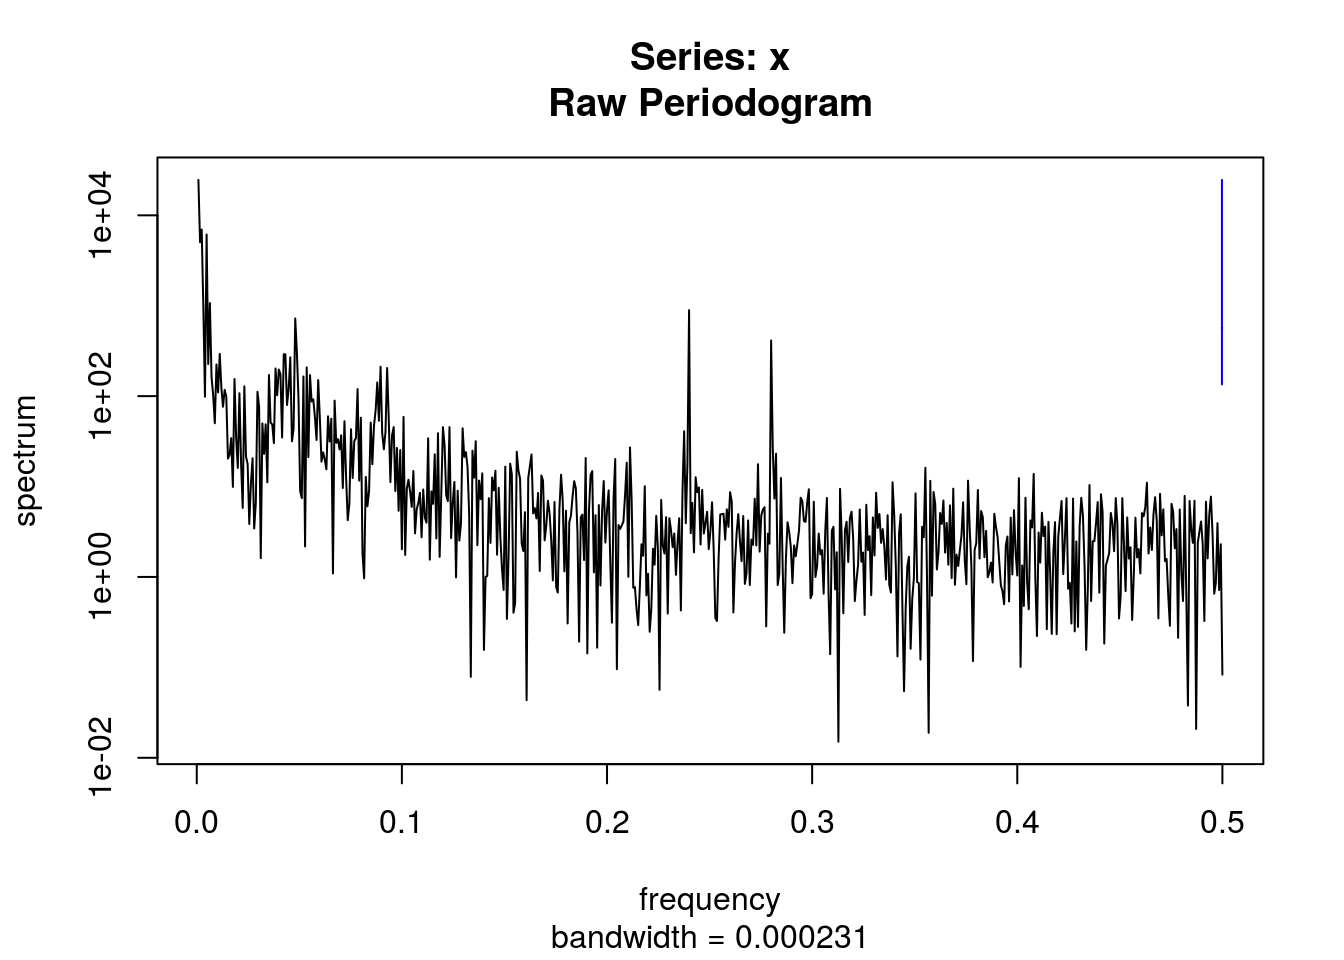 Series: x
Raw Periodogram
spectrum
1e+04
1e+02
1e+00
1e-02
0.0 0.1 0.2 0.3 0.4 0.5
frequency
bandwidth = 0.000231